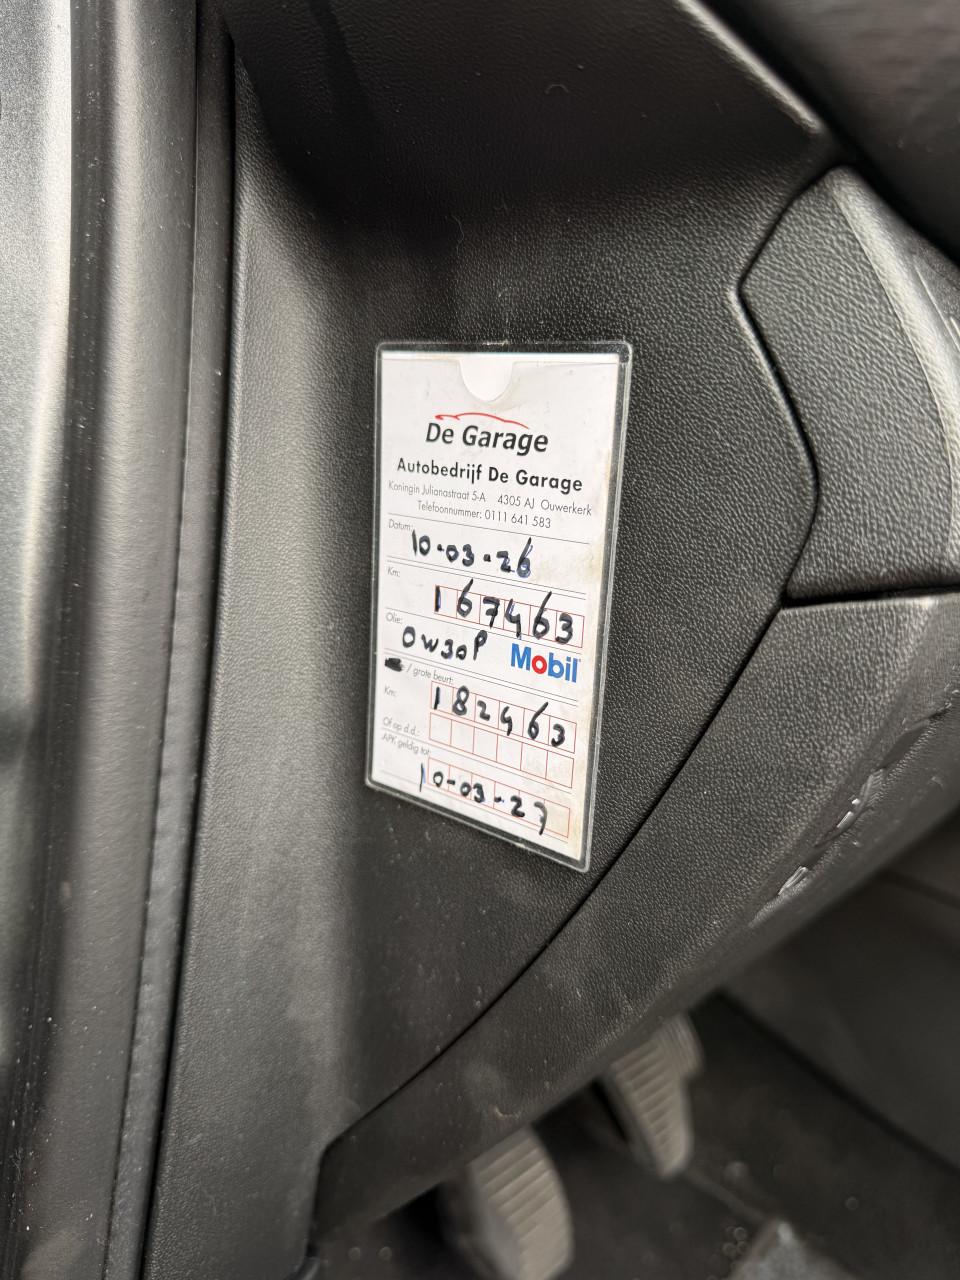 De Garage
Autobedrijf De Garage
Koningin Julianastraat 5-A 4305 AJ Ouwerkerk
Telefoonnummer: 0111 641 583
Datum: 10-03-26
Km: 167463
Olie: 0W30P Mobil
/ grote beurt:
Km: 182463
Of op d.d.:
APK geldig tot: 10-03-27